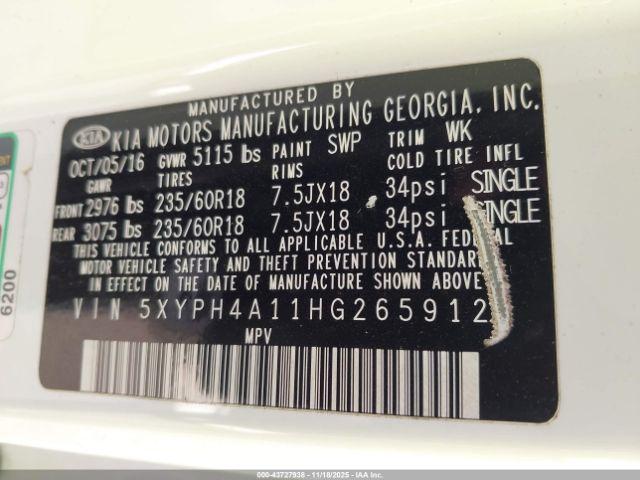 MANUFACTURED BY
KIA KIA MOTORS MANUFACTURING GEORGIA, INC.
OCT/05/16 GVWR 5115 lbs PAINT SWP TRIM WK
GAWR TIRES RIMS COLD TIRE INFL
FRONT 2976 lbs 235/60R18 7.5JX18 34psi SINGLE
REAR 3075 lbs 235/60R18 7.5JX18 34psi SINGLE
THIS VEHICLE CONFORMS TO ALL APPLICABLE U.S.A. FEDERAL
MOTOR VEHICLE SAFETY AND THEFT PREVENTION STANDARDS
IN EFFECT ON THE DATE OF MANUFACTURE SHOWN ABOVE.
VIN 5XYPH4A11HG265912
MPV
6200
000-43727938 - 11/18/2025 - IAA Inc.